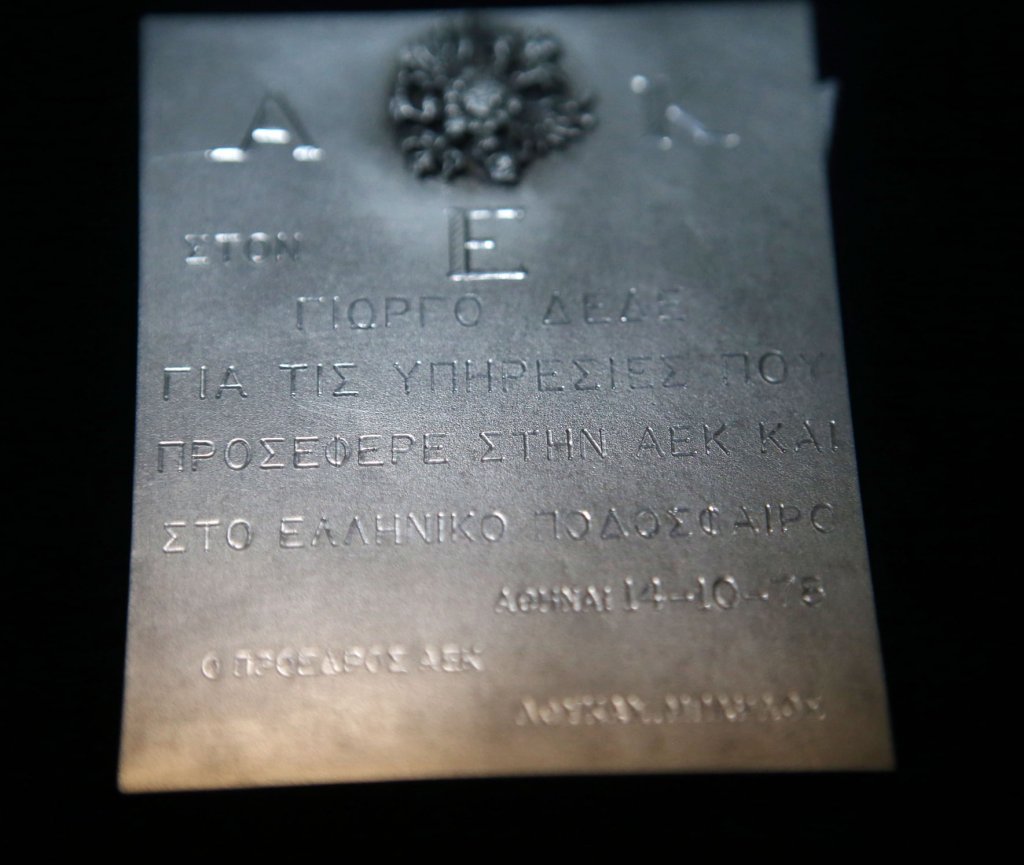 Α Κ
Ε
ΣΤΟΝ
ΓΙΩΡΓΟ ΔΕΔΕ
ΓΙΑ ΤΙΣ ΥΠΗΡΕΣΙΕΣ ΠΟΥ
ΠΡΟΣΕΦΕΡΕ ΣΤΗΝ ΑΕΚ ΚΑΙ
ΣΤΟ ΕΛΛΗΝΙΚΟ ΠΟΔΟΣΦΑΙΡΟ
ΑΘΗΝΑΙ 14-10-78
Ο ΠΡΟΕΔΡΟΣ ΑΕΚ
ΛΟΥΚΑΣ